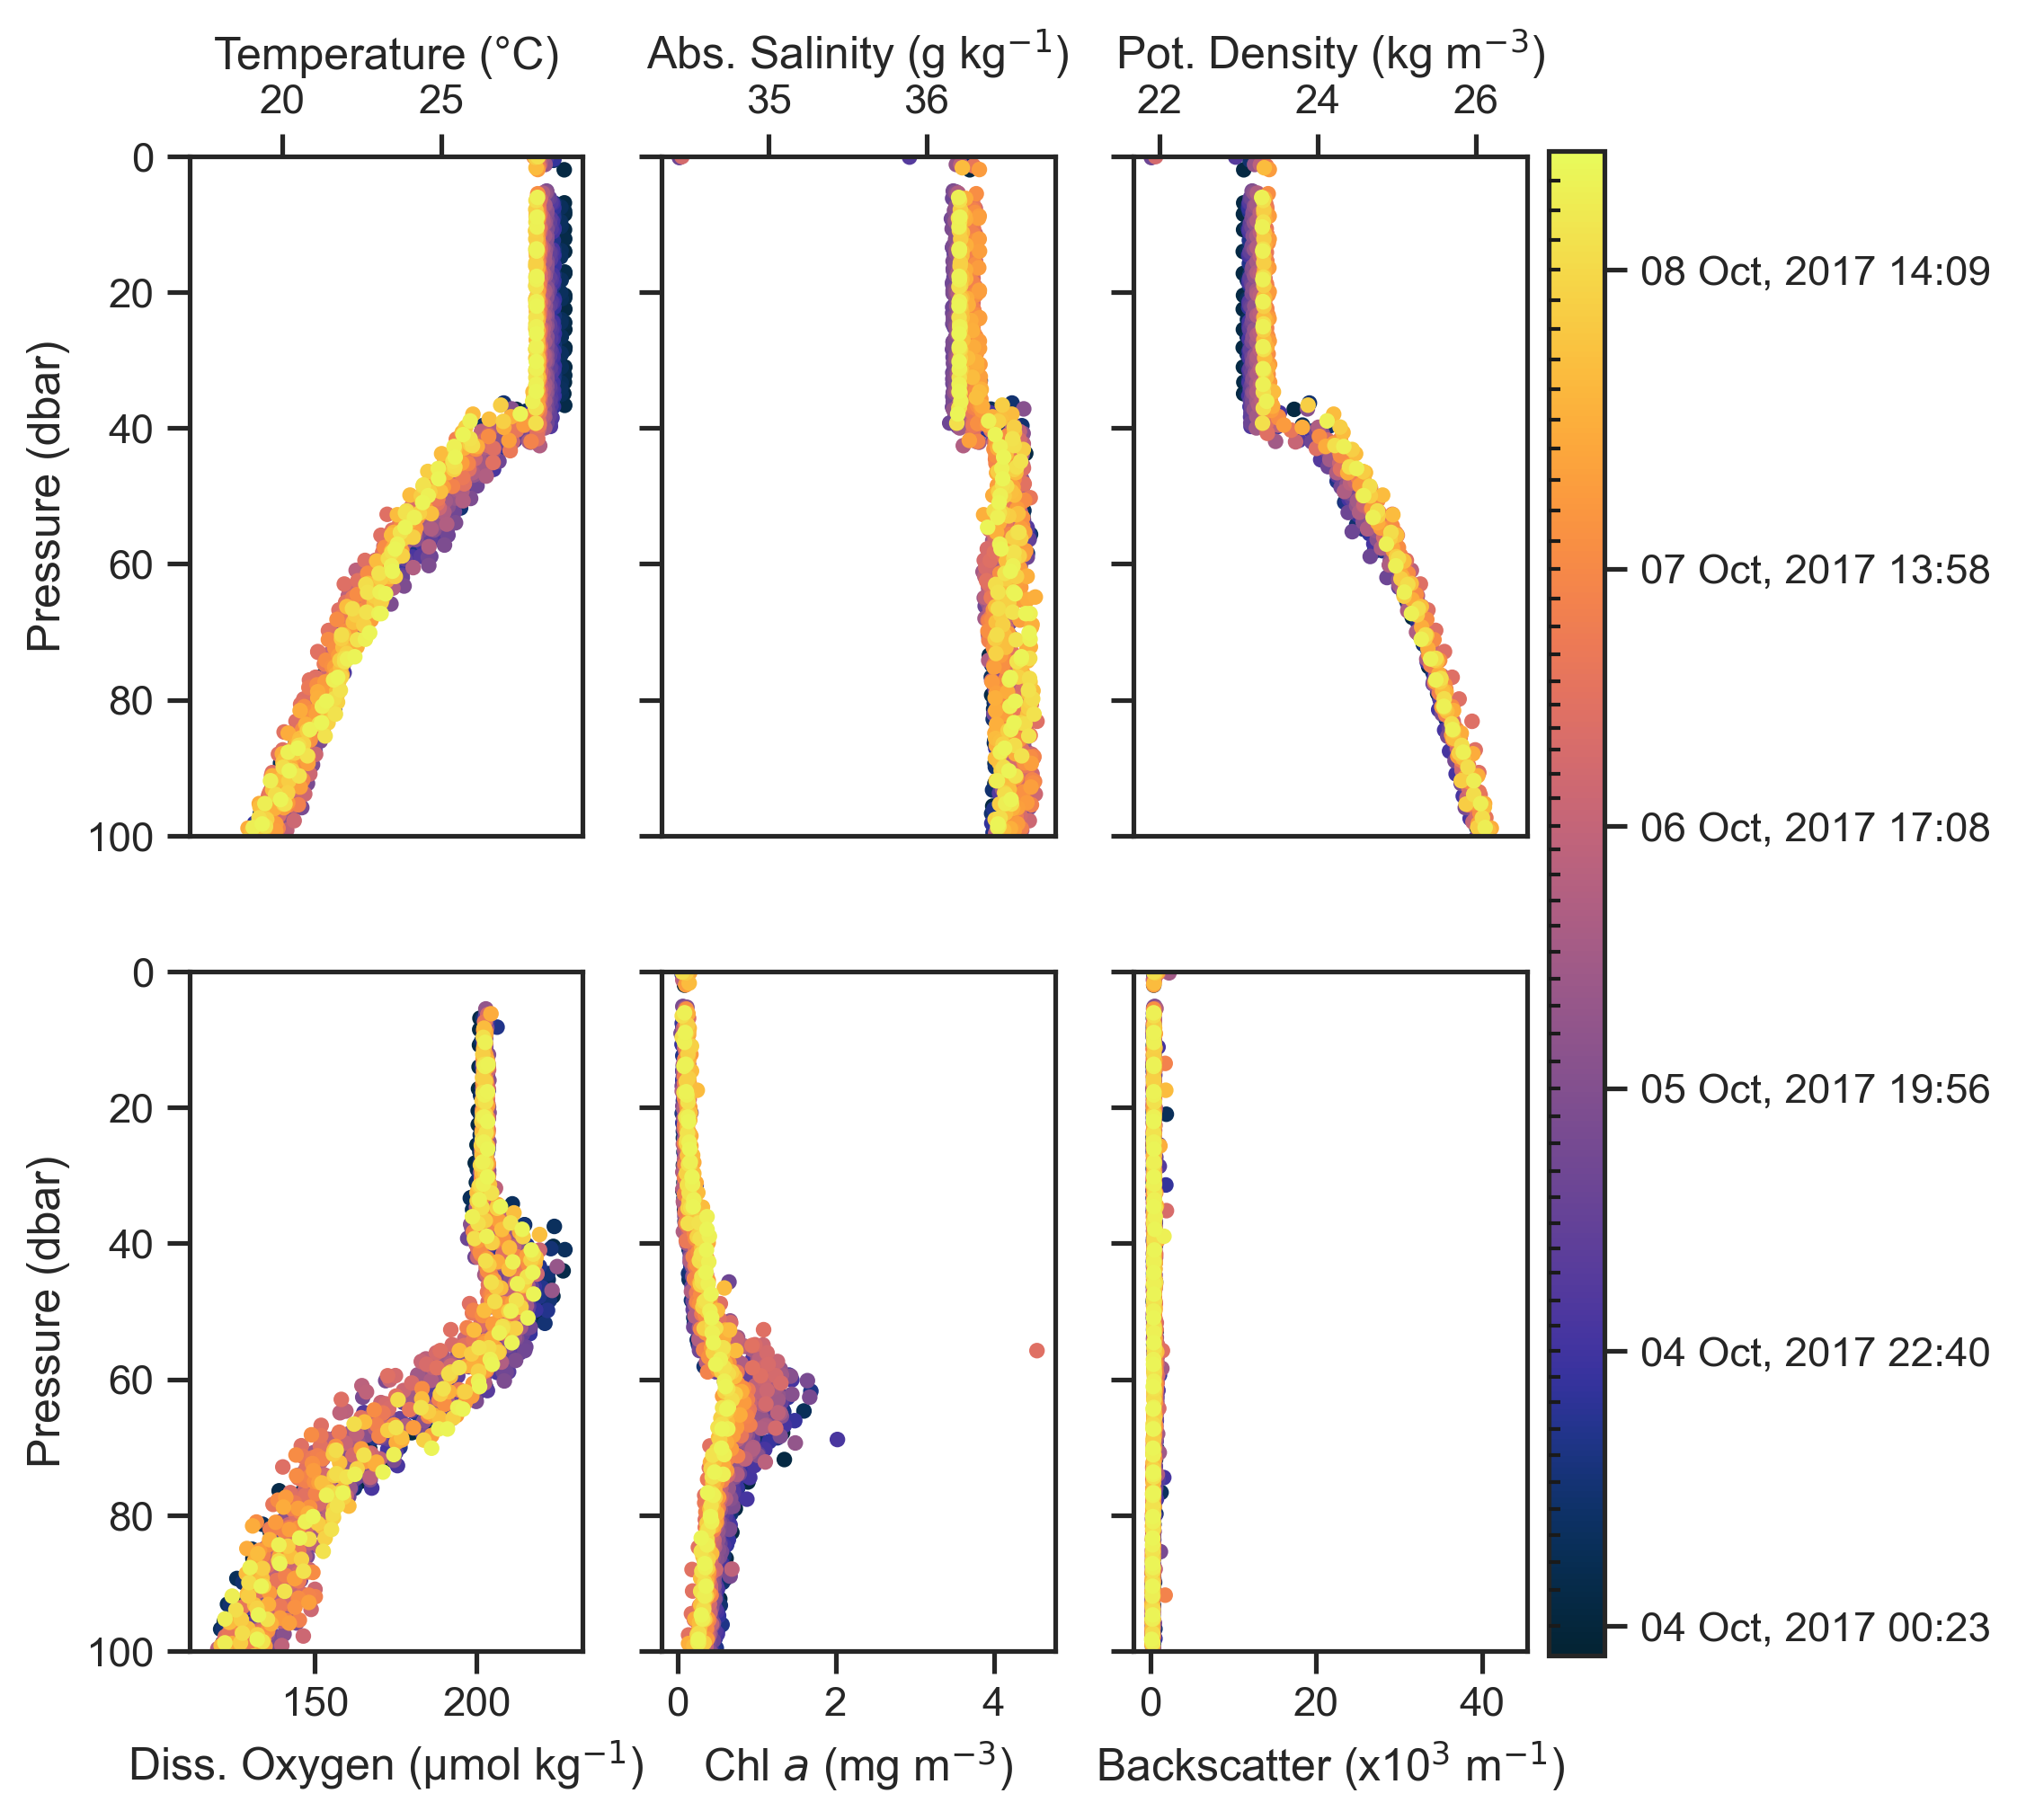 Temperature (°C)
20 25
Abs. Salinity (g kg⁻¹)
35 36
Pot. Density (kg m⁻³)
22 24 26
0
20
40
60
80
100
Pressure (dbar)
0
20
40
60
80
100
Pressure (dbar)
150 200
Diss. Oxygen (µmol kg⁻¹)
0 2 4
Chl a (mg m⁻³)
0 20 40
Backscatter (x10³ m⁻¹)
08 Oct, 2017 14:09
07 Oct, 2017 13:58
06 Oct, 2017 17:08
05 Oct, 2017 19:56
04 Oct, 2017 22:40
04 Oct, 2017 00:23